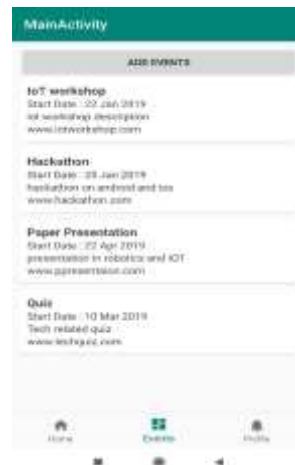 MainActivity
ADD EVENTS
IoT workshop
Start Date : 22 Jan 2019
iot workshop description
www.iotworkshop.com
Hackathon
Start Date : 25 Jan 2019
hackathon on android and ios
www.hackathon.com
Paper Presentation
Start Date : 22 Apr 2019
presentation in robotics and IOT
Quiz
Start Date : 10 Mar 2019
Tech related quiz
www.techquiz.com
Home
Events
Profile